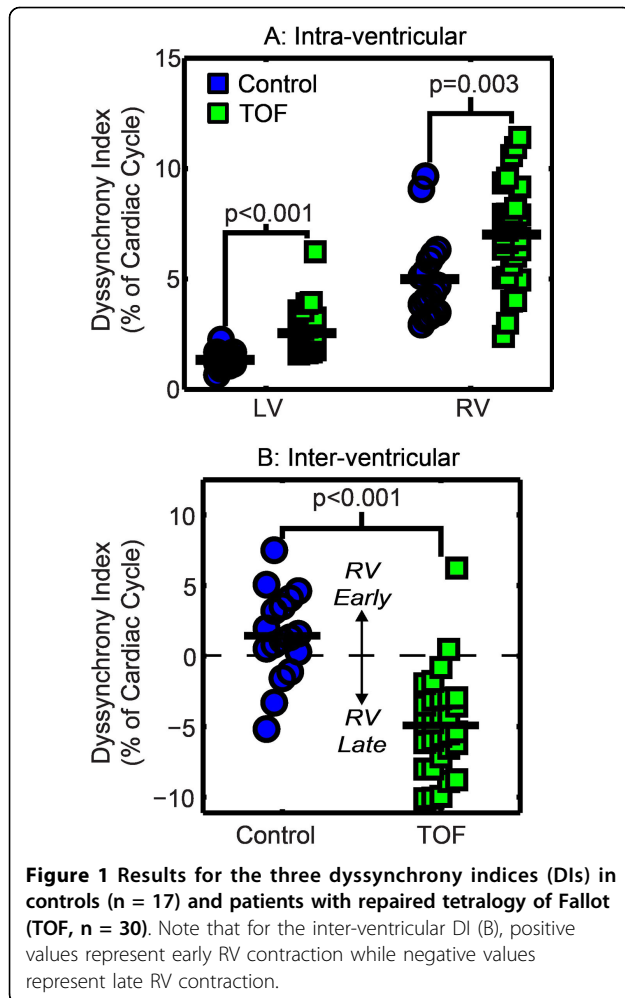 A: Intra-ventricular
15
10
5
0
Dyssynchrony Index
(% of Cardiac Cycle)
Control
TOF
p<0.001
p=0.003
LV
RV
B: Inter-ventricular
10
5
0
−5
−10
Dyssynchrony Index
(% of Cardiac Cycle)
p<0.001
RV
Early
RV
Late
Control
TOF
Figure 1 Results for the three dyssynchrony indices (DIs) in
controls (n = 17) and patients with repaired tetralogy of Fallot
(TOF, n = 30). Note that for the inter-ventricular DI (B), positive
values represent early RV contraction while negative values
represent late RV contraction.